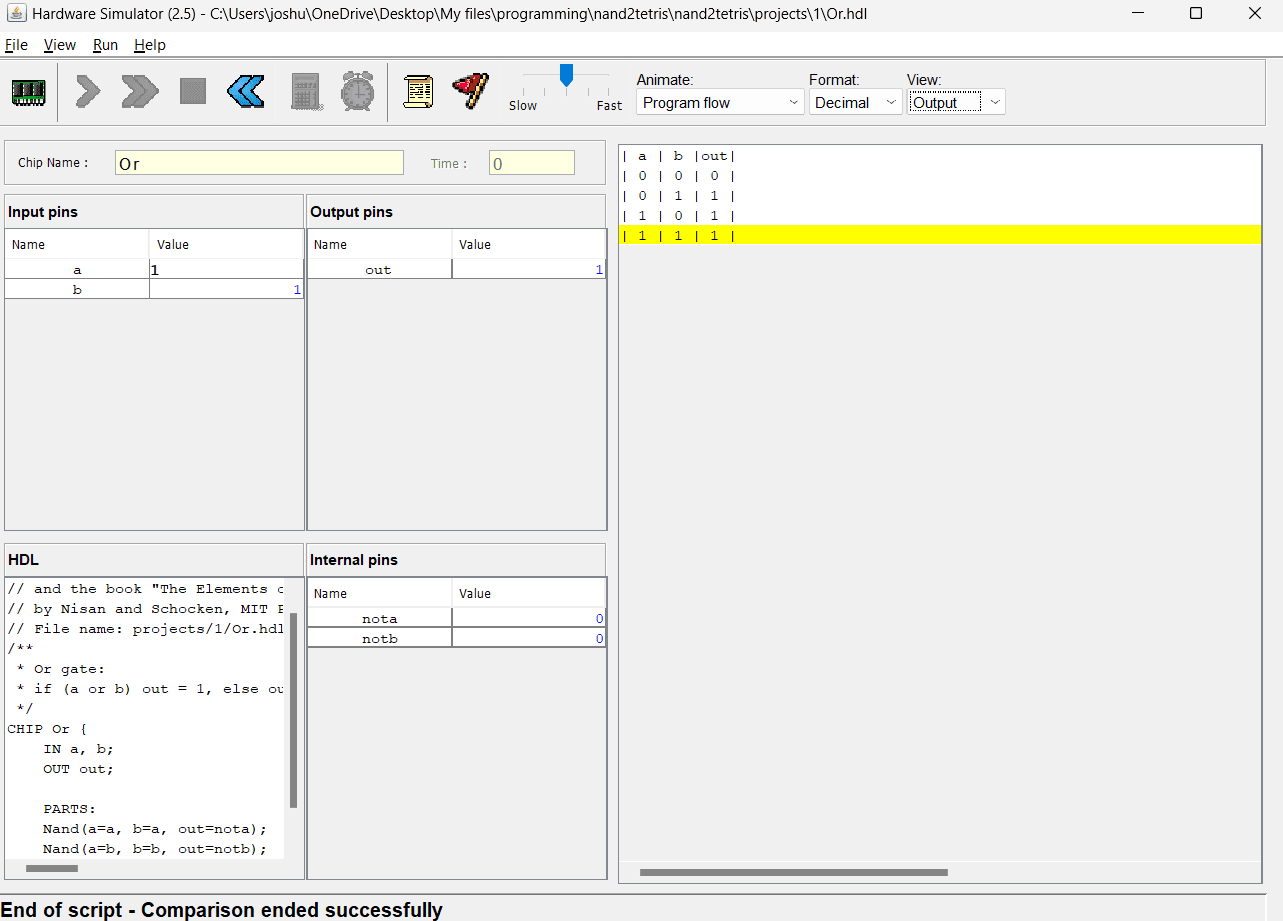 Hardware Simulator (2.5) - C:\Users\joshu\OneDrive\Desktop\My files\programming\nand2tetris\nand2tetris\projects\1\Or.hdl
File View Run Help
Slow Fast
Animate: Format: View:
Program flow Decimal Output
Chip Name : Or Time : 0
Input pins
Name Value
a 1
b 1
Output pins
Name Value
out 1
| a | b |out|
| 0 | 0 | 0 |
| 0 | 1 | 1 |
| 1 | 0 | 1 |
| 1 | 1 | 1 |
HDL
// and the book "The Elements
// by Nisan and Schocken, MIT
// File name: projects/1/Or.hdl
/**
* Or gate:
* if (a or b) out = 1, else
*/
CHIP Or {
IN a, b;
OUT out;
PARTS:
Nand(a=a, b=a, out=nota);
Nand(a=b, b=b, out=notb);
Internal pins
Name Value
nota 0
notb 0
End of script - Comparison ended successfully